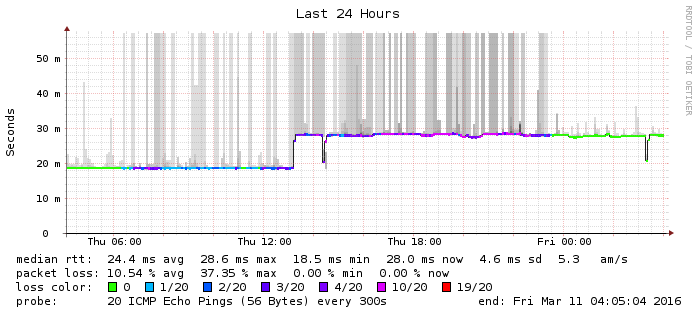 Last 24 Hours
RRDTOOL / TOBI OETIKER
Seconds
50 m
40 m
30 m
20 m
10 m
0
Thu 06:00 Thu 12:00 Thu 18:00 Fri 00:00
median rtt: 24.4 ms avg 28.6 ms max 18.5 ms min 28.0 ms now 4.6 ms sd 5.3 am/s
packet loss: 10.54 % avg 37.35 % max 0.00 % min 0.00 % now
loss color: 0 1/20 2/20 3/20 4/20 10/20 19/20
probe: 20 ICMP Echo Pings (56 Bytes) every 300s end: Fri Mar 11 04:05:04 2016